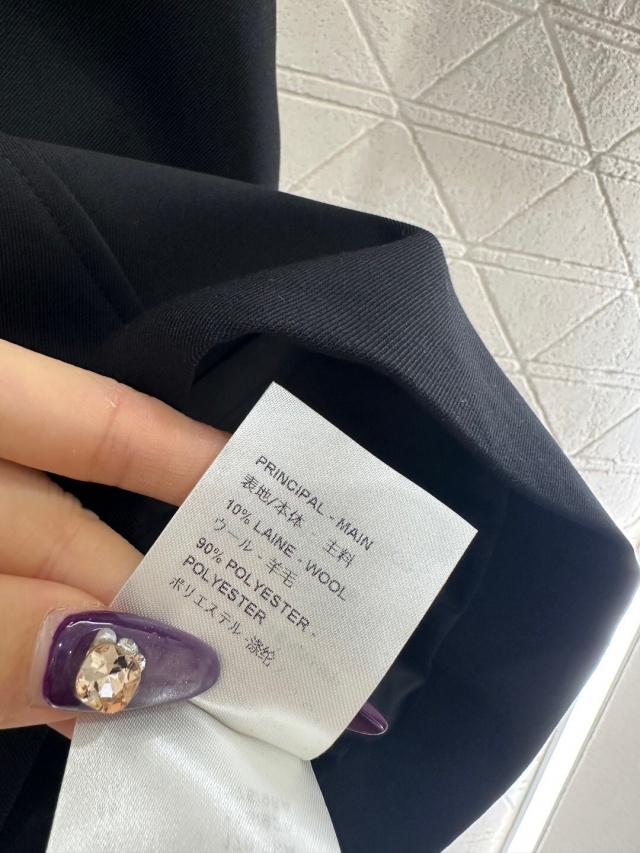 PRINCIPAL - MAIN
表地/本体 - 主料
10% LAINE - WOOL
ウール - 羊毛
90% POLYESTER -
POLYESTER
ポリエステル -涤纶